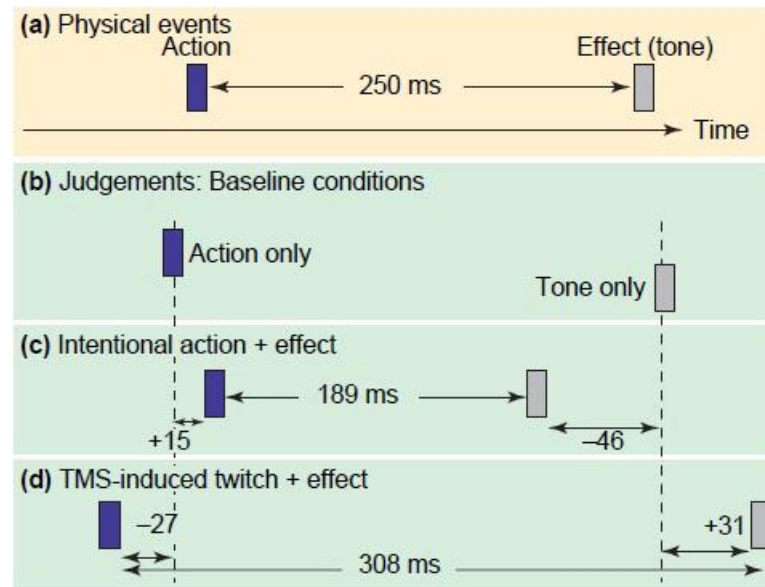 (a) Physical events
Action
Effect (tone)
250 ms
Time
(b) Judgements: Baseline conditions
Action only
Tone only
(c) Intentional action + effect
189 ms
+15
–46
(d) TMS-induced twitch + effect
–27
+31
308 ms